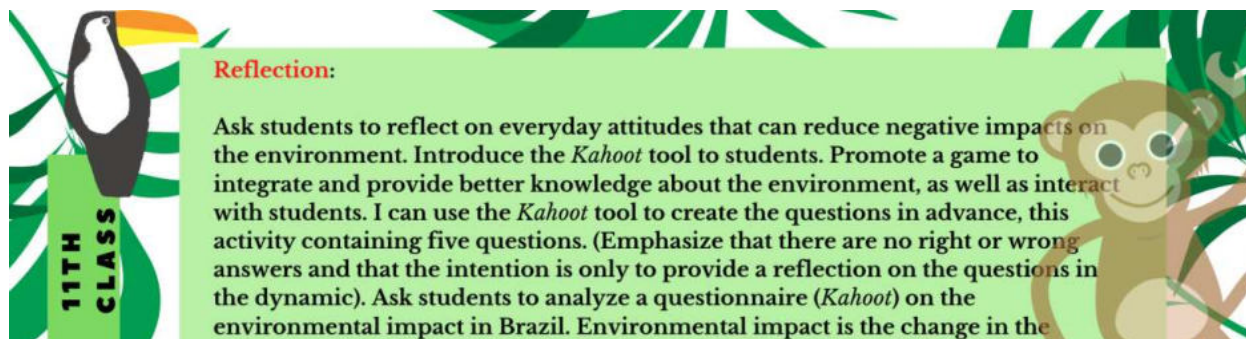 Reflection:
Ask students to reflect on everyday attitudes that can reduce negative impacts on
the environment. Introduce the Kahoot tool to students. Promote a game to
integrate and provide better knowledge about the environment, as well as interact
with students. I can use the Kahoot tool to create the questions in advance, this
activity containing five questions. (Emphasize that there are no right or wrong
answers and that the intention is only to provide a reflection on the questions in
the dynamic). Ask students to analyze a questionnaire (Kahoot) on the
environmental impact in Brazil. Environmental impact is the change in the
11TH
CLASS